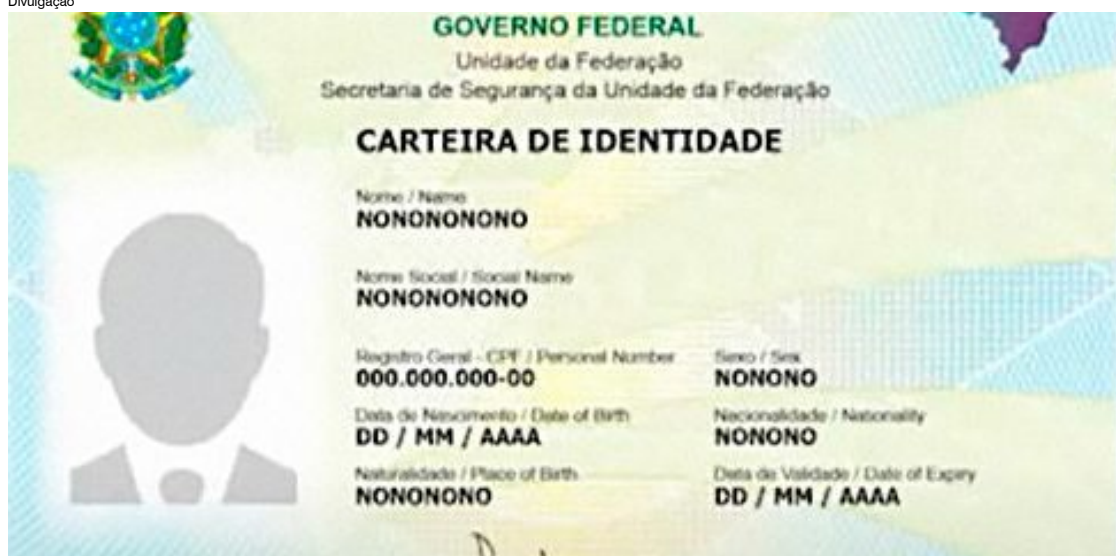 Divulgação
GOVERNO FEDERAL
Unidade da Federação
Secretaria de Segurança da Unidade da Federação
CARTEIRA DE IDENTIDADE
Nome / Name
NONONONONO
Nome Social / Social Name
NONONONONO
Registro Geral - CPF / Personal Number Sexo / Sex
000.000.000-00 NONONO
Data de Nascimento / Date of Birth Nacionalidade / Nationality
DD / MM / AAAA NONONO
Naturalidade / Place of Birth Data de Validade / Date of Expiry
NONONONO DD / MM / AAAA